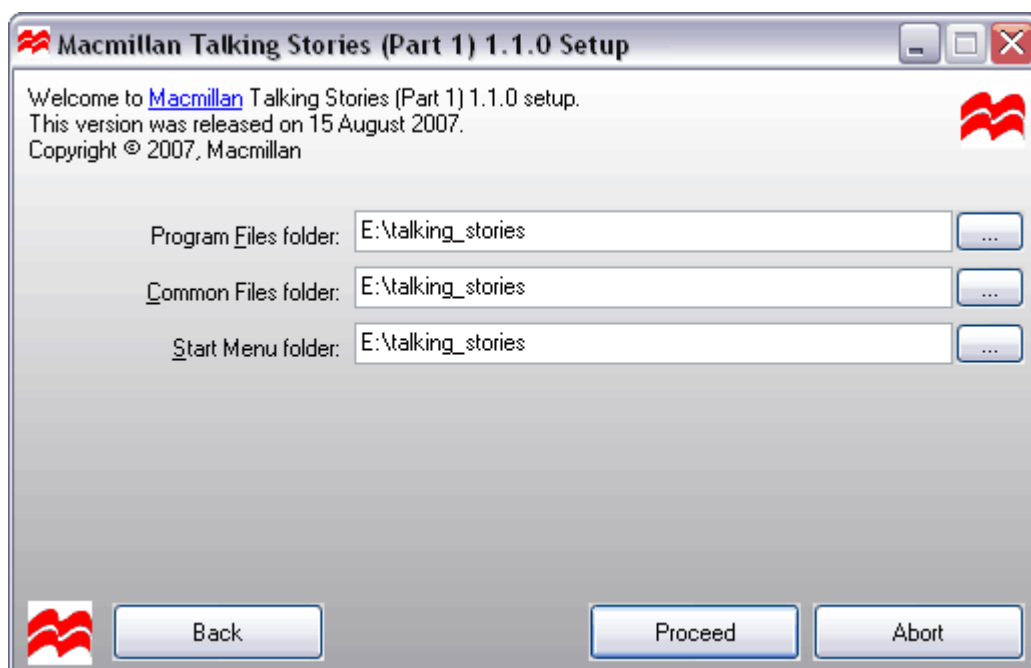 Macmillan Talking Stories (Part 1) 1.1.0 Setup
Welcome to Macmillan Talking Stories (Part 1) 1.1.0 setup.
This version was released on 15 August 2007.
Copyright © 2007, Macmillan
Program Files folder: E:\talking_stories ...
Common Files folder: E:\talking_stories ...
Start Menu folder: E:\talking_stories ...
Back Proceed Abort